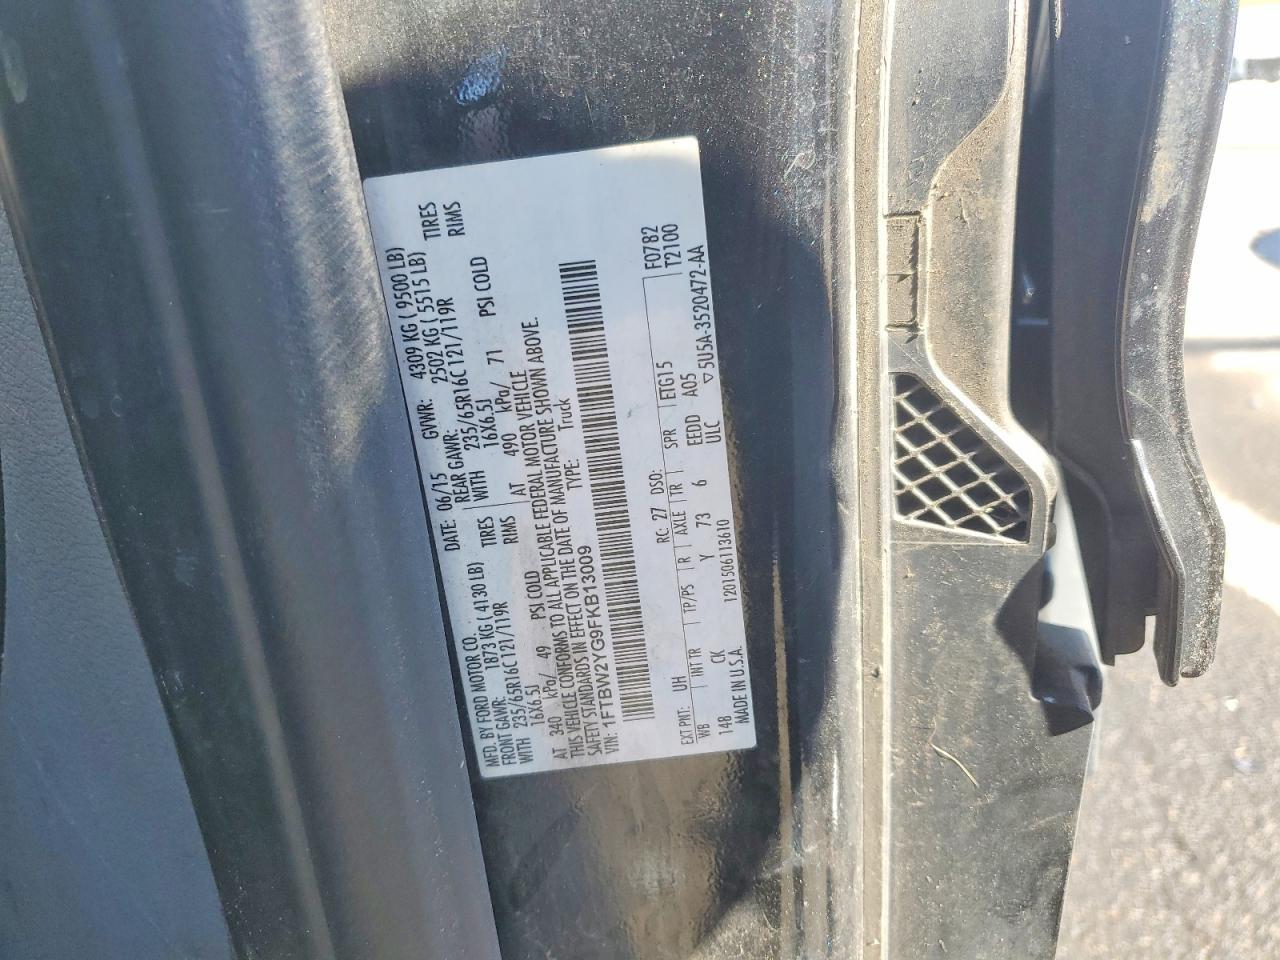 MFD. BY FORD MOTOR CO.
DATE: 06/15 GVWR: 4309 KG ( 9500 LB)
FRONT GAWR: 1873 KG ( 4130 LB) REAR GAWR: 2502 KG ( 5515 LB)
WITH 235/65R16C 121/119R TIRES WITH 235/65R16C 121/119R TIRES
16X6.5J RIMS 16X6.5J RIMS
AT 340 kPa/ 49 PSI COLD AT 490 kPa/ 71 PSI COLD
THIS VEHICLE CONFORMS TO ALL APPLICABLE FEDERAL MOTOR VEHICLE
SAFETY STANDARDS IN EFFECT ON THE DATE OF MANUFACTURE SHOWN ABOVE.
VIN: 1FTBW2YG9FKB13009 TYPE: Truck
F0782
EXT PNT: UH RC: 27 DSO: T2100
WB INT TR TP/PS R AXLE TR SPR ETG15
148 CK Y 73 6 EEDD A05
MADE IN U.S.A. 1201506113610 ULC ▽5U5A-3520472-AA